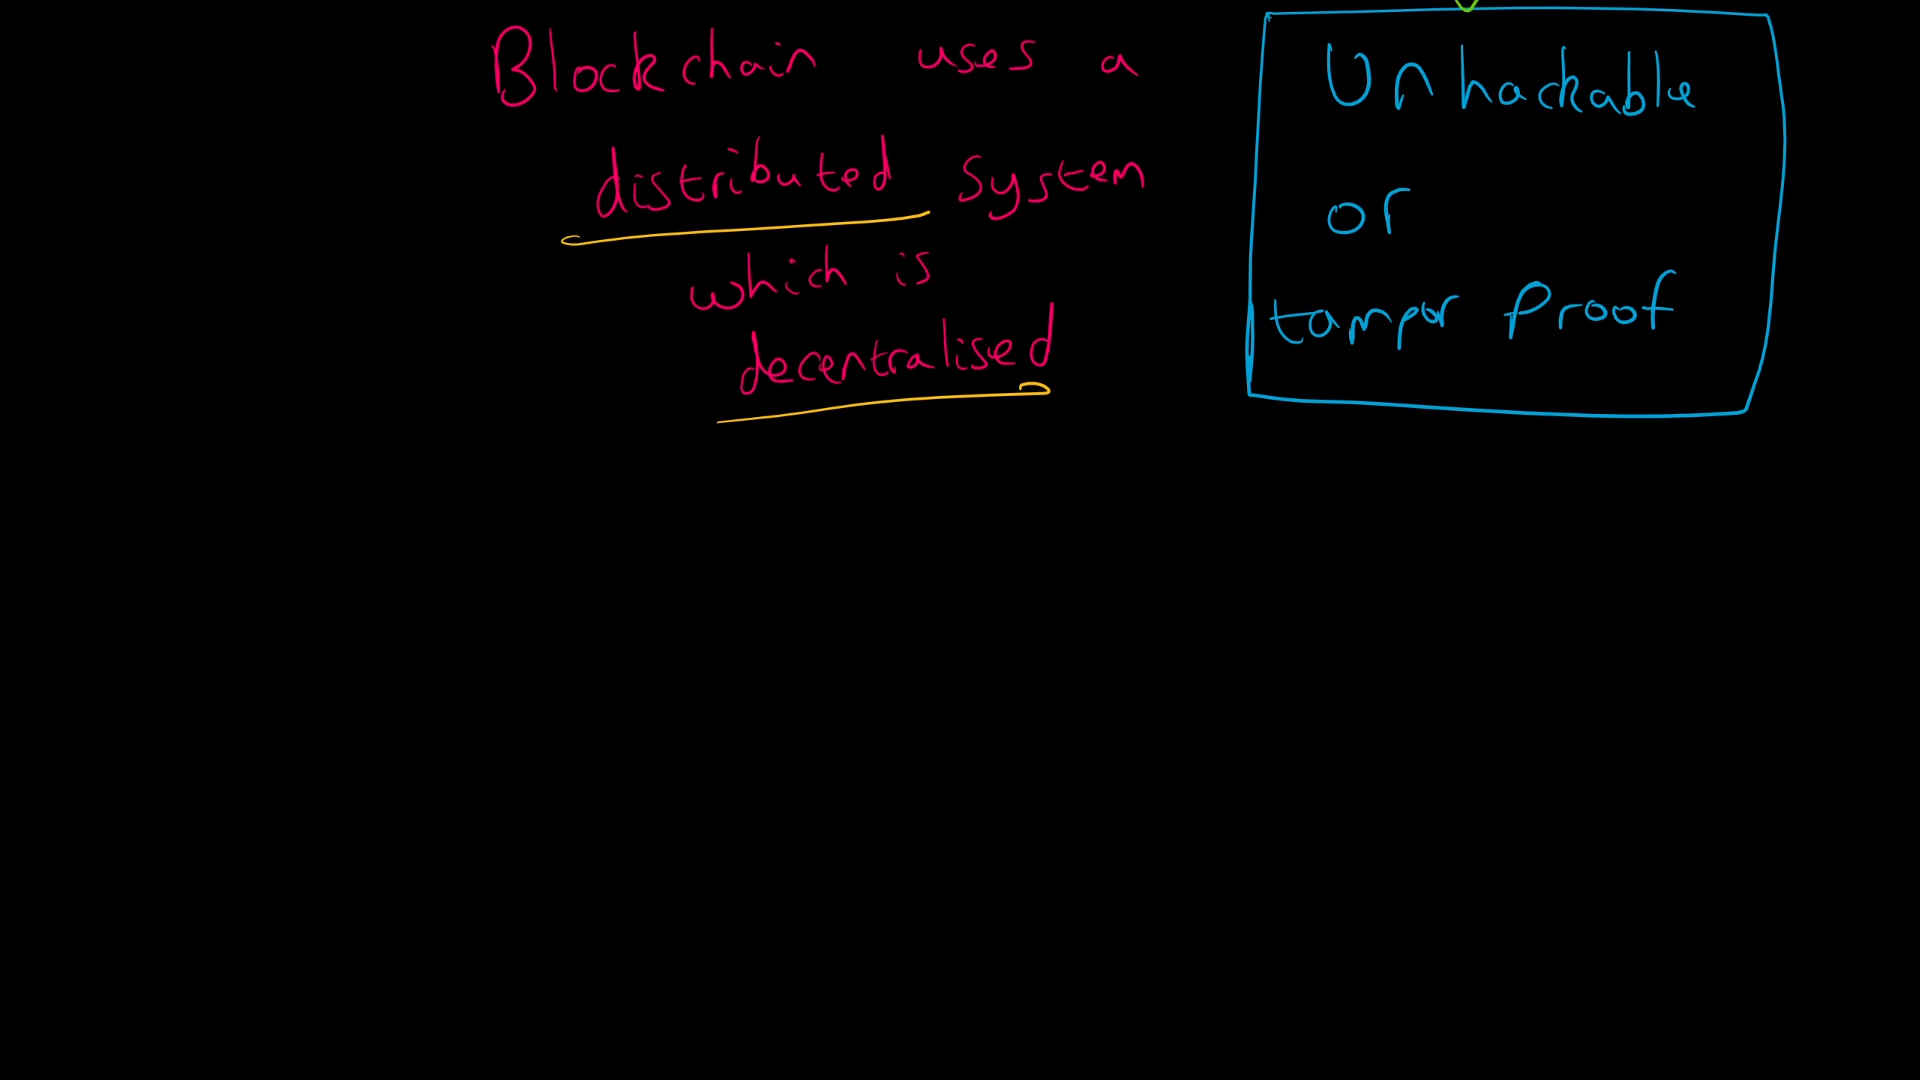 Blockchain uses a
distributed system
which is
decentralised
Unhackable
or
tamper Proof